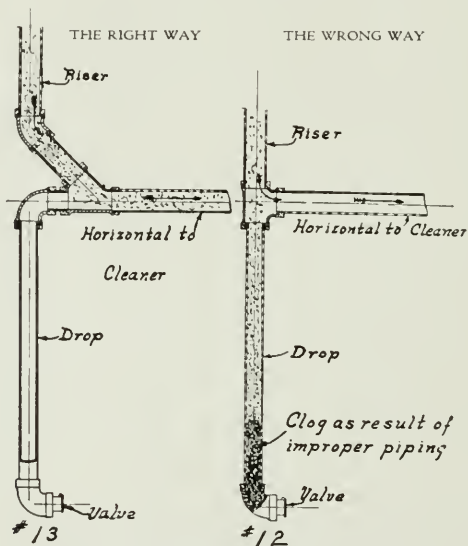 THE RIGHT WAY
Riser
Horizontal to
Cleaner
Drop
Valve
#13
THE WRONG WAY
Riser
Horizontal to Cleaner
Drop
Clog as result of
improper piping
Valve
#12